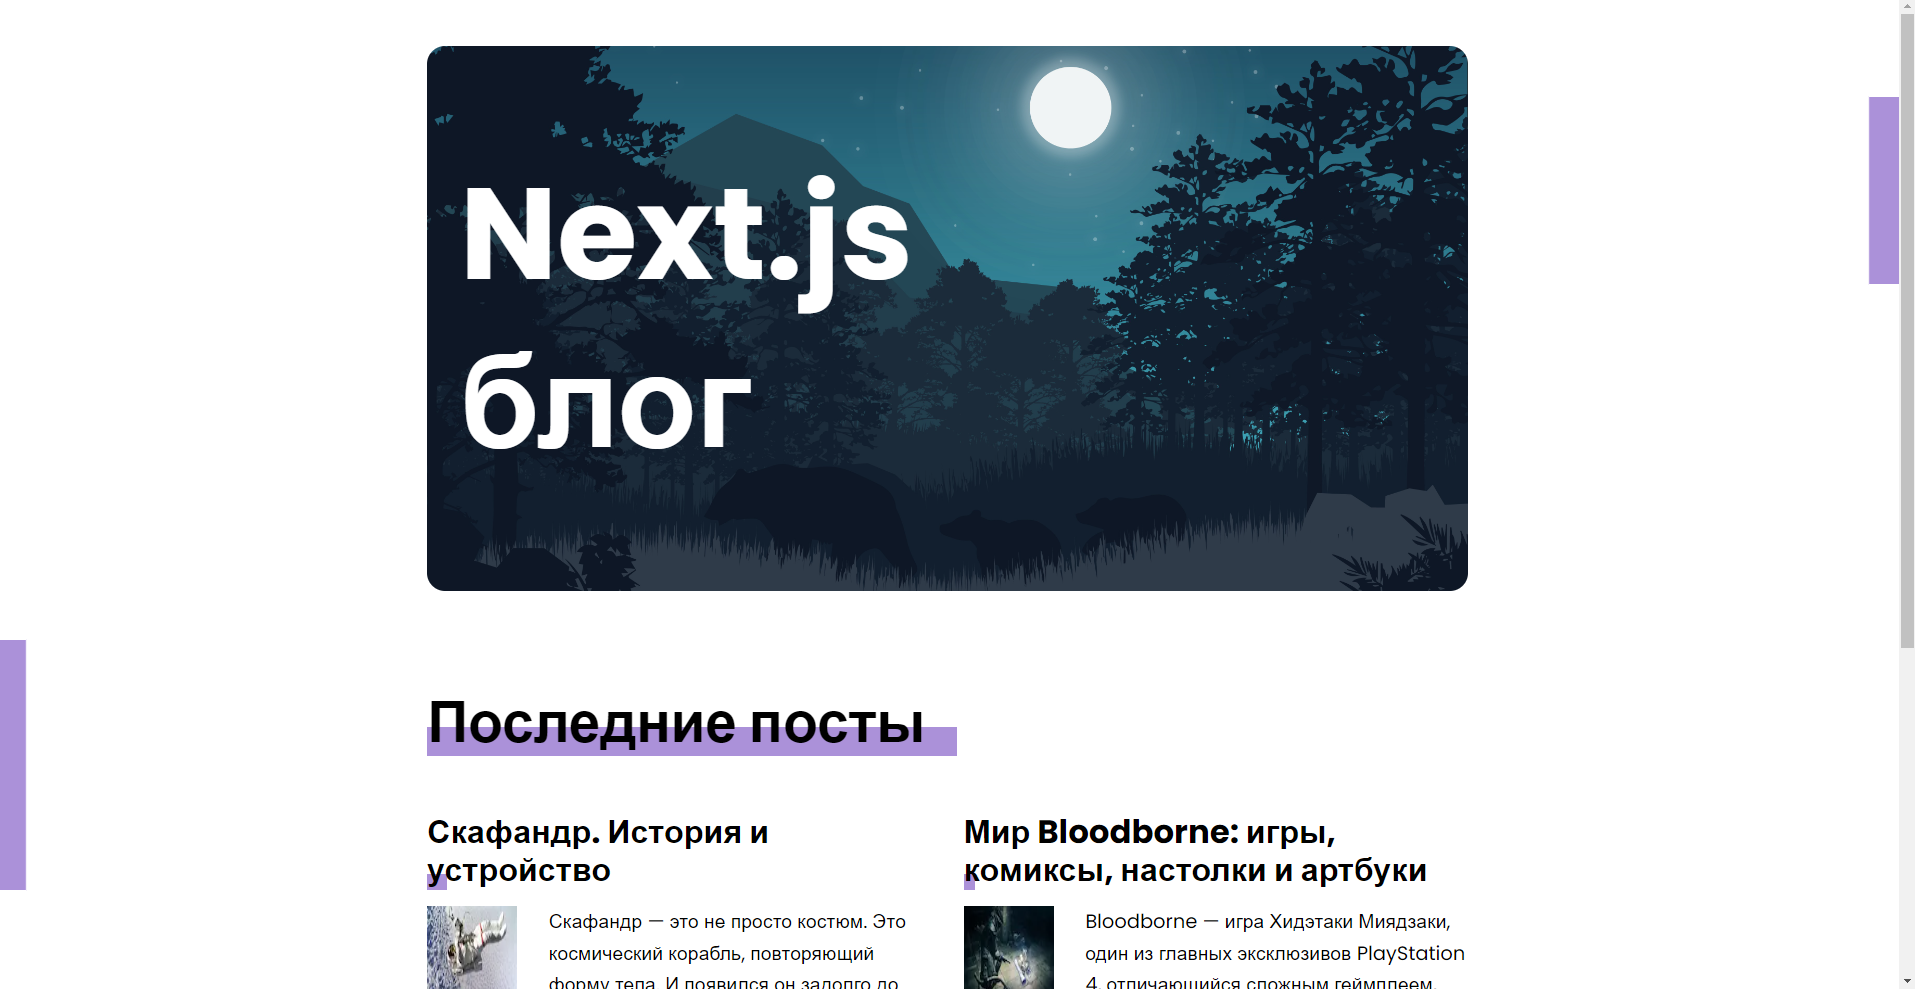 Next.js
блог
Последние посты
Скафандр. История и
устройство
Скафандр — это не просто костюм. Это
космический корабль, повторяющий
форму тела. И появился он задолго до
Мир Bloodborne: игры,
комиксы, настолки и артбуки
Bloodborne — игра Хидэтаки Миядзаки,
один из главных эксклюзивов PlayStation
4, отличающийся сложным геймплеем,